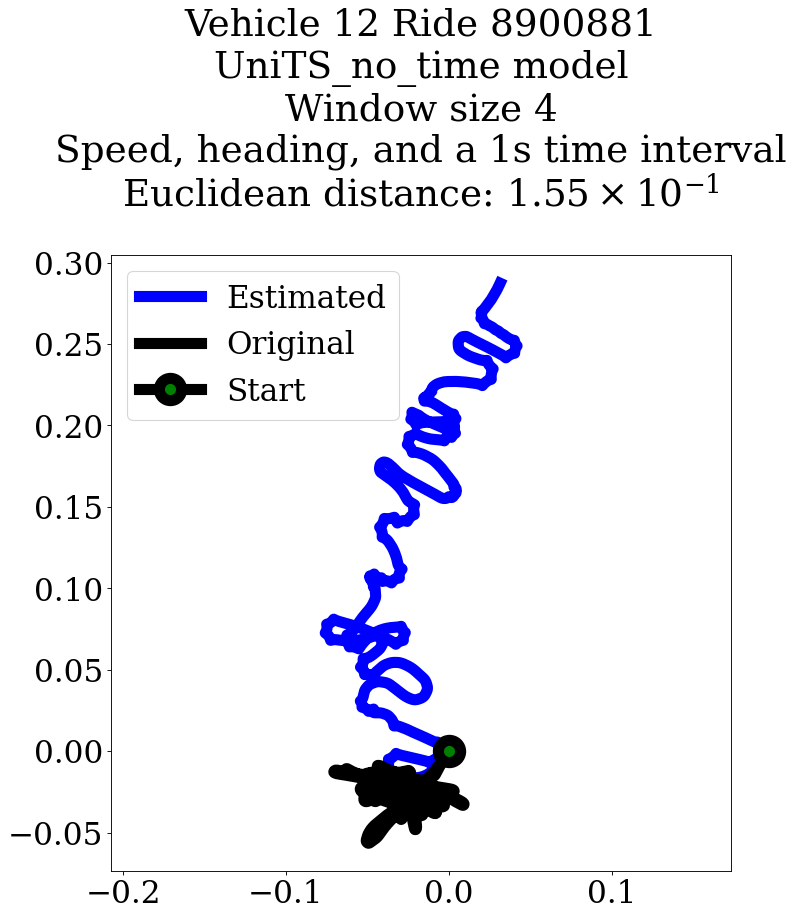 Vehicle 12 Ride 8900881
UniTS_no_time model
Window size 4
Speed, heading, and a 1s time interval
Euclidean distance: 1.55 × 10⁻¹
0.30
Estimated
0.25
Original
Start
0.20
0.15
0.10
0.05
0.00
−0.05
−0.2 −0.1 0.0 0.1